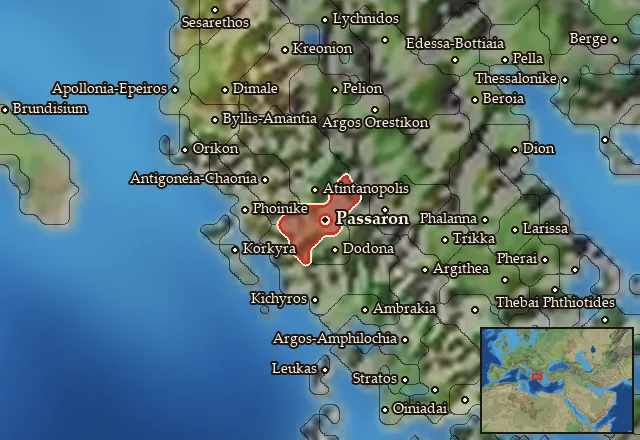 Lychnidos
Sesarethos
Berge
Edessa-Bottiaia
Kreonion
Pella
Thessalonike
Apollonia-Epeiros
Dimale
Pelion
Beroia
Brundisium
Byllis-Amantia
Argos Orestikon
Orikon
Dion
Antigoneia-Chaonia
Atintanopolis
Phoinike
Passaron
Phalanna
Larissa
Trikka
Korkyra
Dodona
Pherai
Argithea
Kichyros
Ambrakia
Thebai Phthiotides
Argos-Amphilochia
Leukas
Stratos
Oiniadai